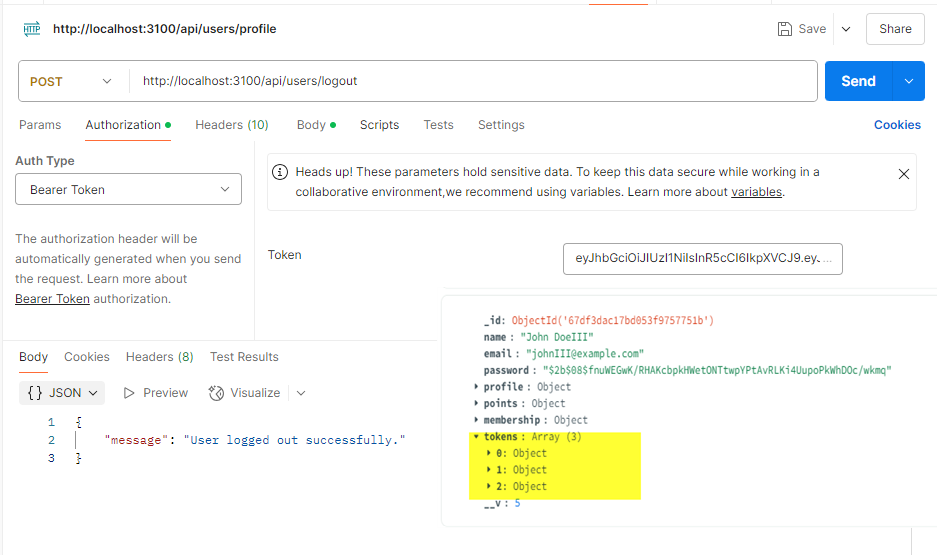 HTTP http://localhost:3100/api/users/profile Save Share
POST http://localhost:3100/api/users/logout Send
Params Authorization Headers (10) Body Scripts Tests Settings Cookies
Auth Type
Bearer Token
The authorization header will be
automatically generated when you send
the request. Learn more about
Bearer Token authorization.
Heads up! These parameters hold sensitive data. To keep this data secure while working in a
collaborative environment,we recommend using variables. Learn more about variables.
Token eyJhbGciOiJIUzI1NiIsInR5cCI6IkpXVCJ9.ey. ...
Body Cookies Headers (8) Test Results
{} JSON Preview Visualize
1 {
2 "message": "User logged out successfully."
3 }
_id: ObjectId('67df3dac17bd053f9757751b')
name : "John DoeIII"
email : "johnIII@example.com"
password : "$2b$08$fnuWEGwK/RHAKcbpkHWetONTtwpYPtAvRLKi4UupoPkWhDOc/wkmq"
profile : Object
points : Object
membership : Object
tokens : Array (3)
0: Object
1: Object
2: Object
__v : 5